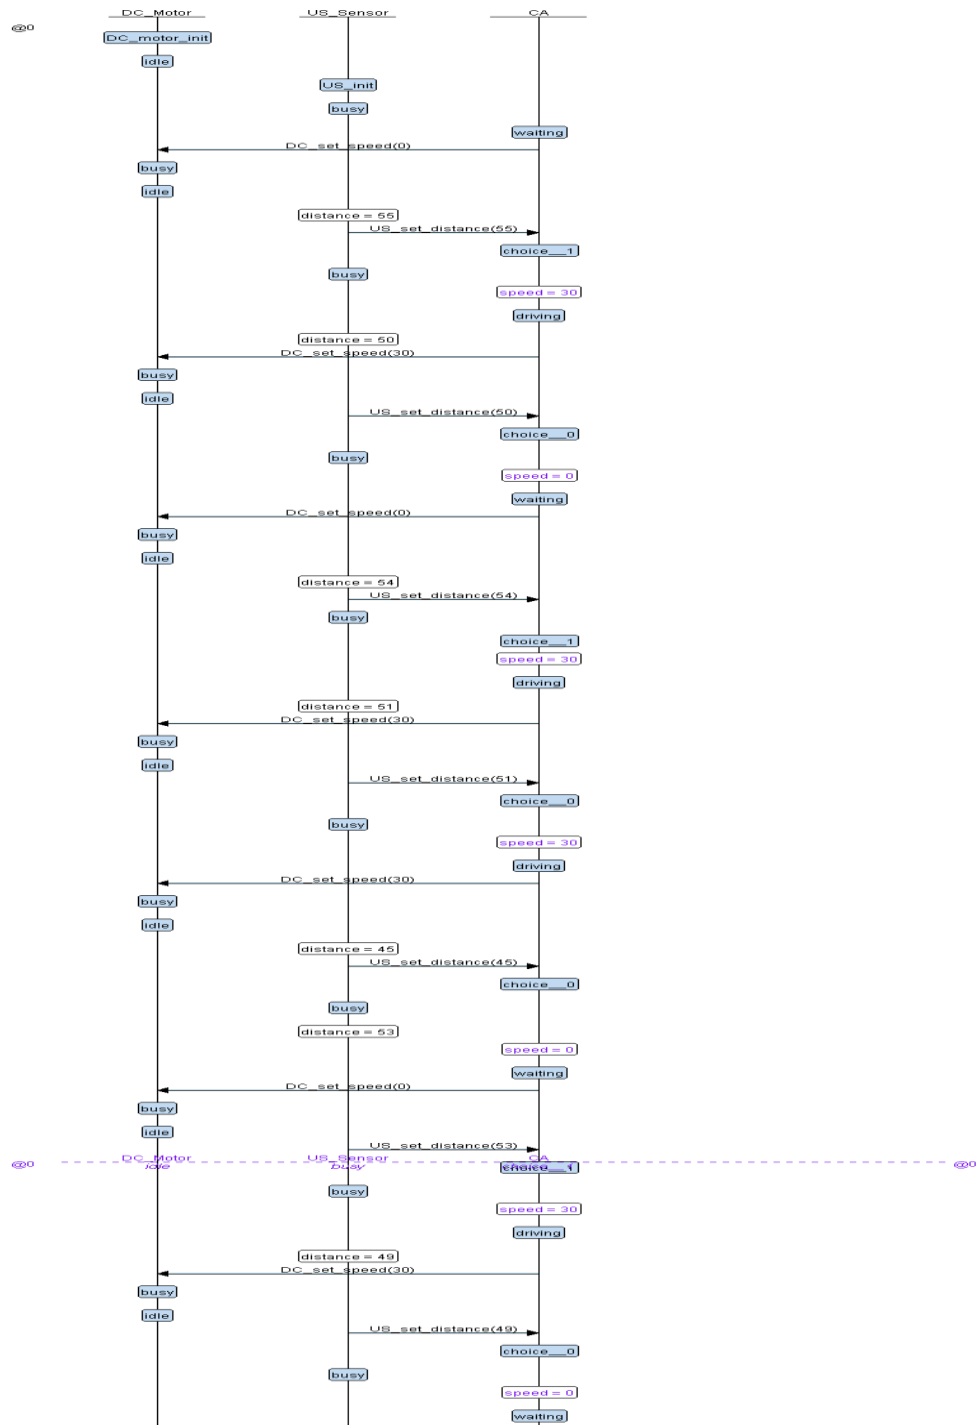 DC_Motor US_Sensor CA
@0
DC_motor_init
idle
US_init
busy
waiting
DC_set_speed(0)
busy
idle
distance = 55
US_set_distance(55)
choice__1
busy
speed = 30
driving
distance = 50
DC_set_speed(30)
busy
idle
US_set_distance(50)
choice__0
busy
speed = 0
waiting
DC_set_speed(0)
busy
idle
distance = 54
US_set_distance(54)
busy
choice__1
speed = 30
driving
distance = 51
DC_set_speed(30)
busy
idle
US_set_distance(51)
choice__0
busy
speed = 30
driving
DC_set_speed(30)
busy
idle
distance = 45
US_set_distance(45)
choice__0
busy
distance = 53
speed = 0
waiting
DC_set_speed(0)
busy
idle
US_set_distance(53)
DC_Motor US_Sensor CA
@0 idle busy choice__1 @0
busy
speed = 30
driving
distance = 49
DC_set_speed(30)
busy
idle
US_set_distance(49)
choice__0
busy
speed = 0
waiting